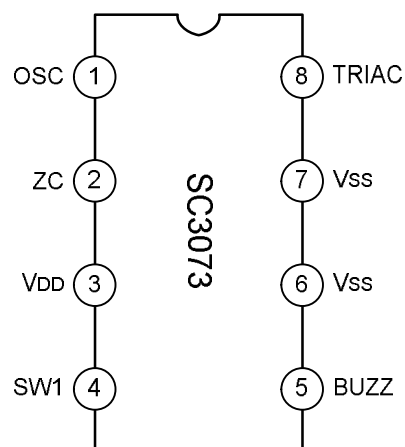 OSC 1 8 TRIAC
ZC 2 7 Vss
SC3073
VDD 3 6 Vss
SW1 4 5 BUZZ